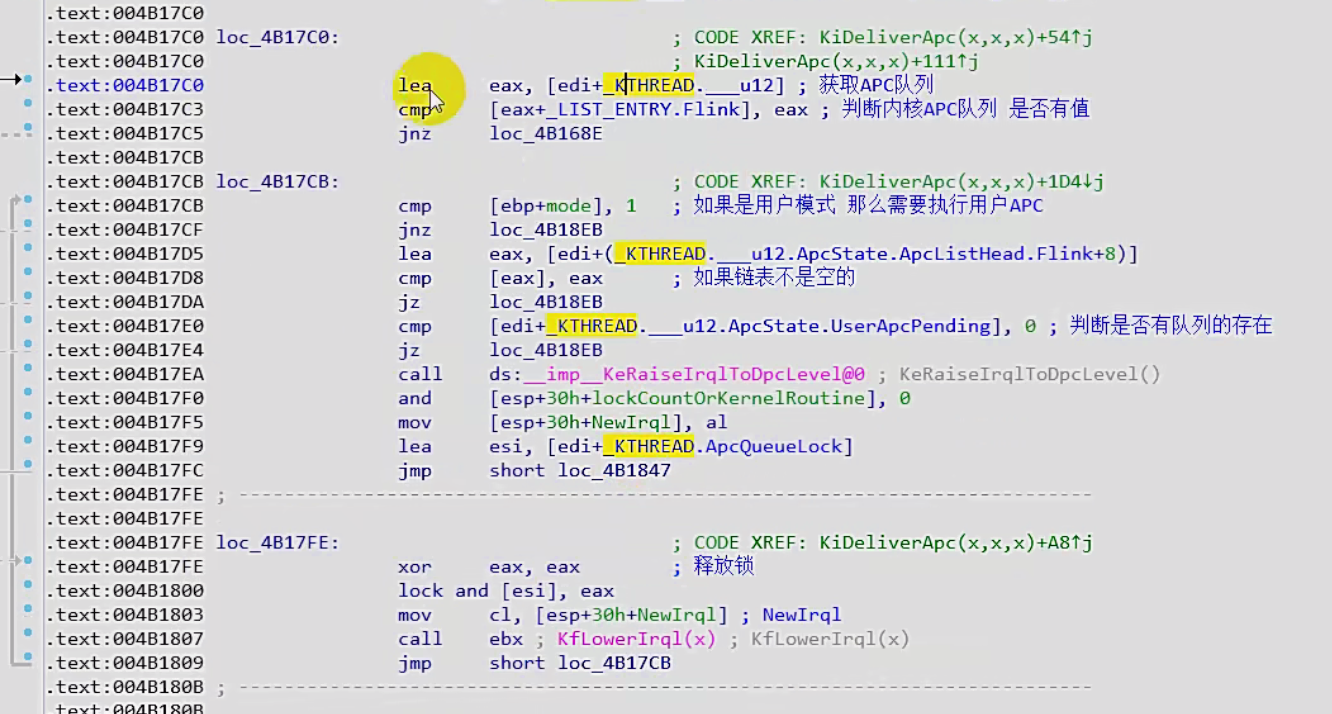 .text:004B17C0
.text:004B17C0 loc_4B17C0: ; CODE XREF: KiDeliverApc(x,x,x)+54↑j
.text:004B17C0 ; KiDeliverApc(x,x,x)+111↑j
.text:004B17C0 lea eax, [edi+_KTHREAD.___u12] ; 获取APC队列
.text:004B17C3 cmp [eax+_LIST_ENTRY.Flink], eax ; 判断内核APC队列 是否有值
.text:004B17C5 jnz loc_4B168E
.text:004B17CB
.text:004B17CB loc_4B17CB: ; CODE XREF: KiDeliverApc(x,x,x)+1D4↓j
.text:004B17CB cmp [ebp+mode], 1 ; 如果是用户模式 那么需要执行用户APC
.text:004B17CF jnz loc_4B18EB
.text:004B17D5 lea eax, [edi+(_KTHREAD.___u12.ApcState.ApcListHead.Flink+8)]
.text:004B17D8 cmp [eax], eax ; 如果链表不是空的
.text:004B17DA jz loc_4B18EB
.text:004B17E0 cmp [edi+_KTHREAD.___u12.ApcState.UserApcPending], 0 ; 判断是否有队列的存在
.text:004B17E4 jz loc_4B18EB
.text:004B17EA call ds:__imp__KeRaiseIrqlToDpcLevel@0 ; KeRaiseIrqlToDpcLevel()
.text:004B17F0 and [esp+30h+lockCountOrKernelRoutine], 0
.text:004B17F5 mov [esp+30h+NewIrql], al
.text:004B17F9 lea esi, [edi+_KTHREAD.ApcQueueLock]
.text:004B17FC jmp short loc_4B1847
.text:004B17FE ; ---------------------------------------------------------------------------
.text:004B17FE
.text:004B17FE loc_4B17FE: ; CODE XREF: KiDeliverApc(x,x,x)+A8↑j
.text:004B17FE xor eax, eax ; 释放锁
.text:004B1800 lock and [esi], eax
.text:004B1803 mov cl, [esp+30h+NewIrql] ; NewIrql
.text:004B1807 call ebx ; KfLowerIrql(x) ; KfLowerIrql(x)
.text:004B1809 jmp short loc_4B17CB
.text:004B180B ; ---------------------------------------------------------------------------
.text:004B180B